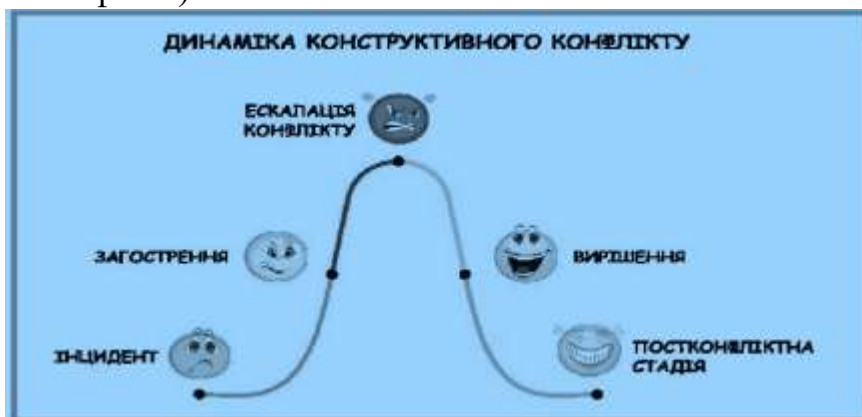 ДИНАМІКА КОНСТРУКТИВНОГО КОНФЛІКТУ
ЕСКАЛАЦІЯ
КОНФЛІКТУ
ЗАГОСТРЕННЯ
ВИРІШЕННЯ
ІНЦИДЕНТ
ПОСТКОНФЛІКТНА
СТАДІЯ